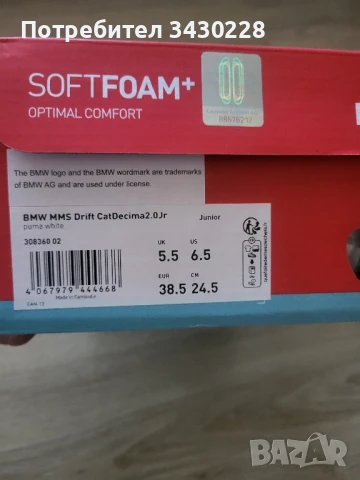 Потребител 3430228
SOFTFOAM+
OPTIMAL COMFORT
The BMW logo and the BMW wordmark are trademarks
of BMW AG and are used under license.
BMW MMS Drift CatDecima2.0Jr Junior
puma white
308360 02
UK US
5.5 6.5
EUR CM
38.5 24.5
4 067979 444668
Made in Cambodia
BAZAR